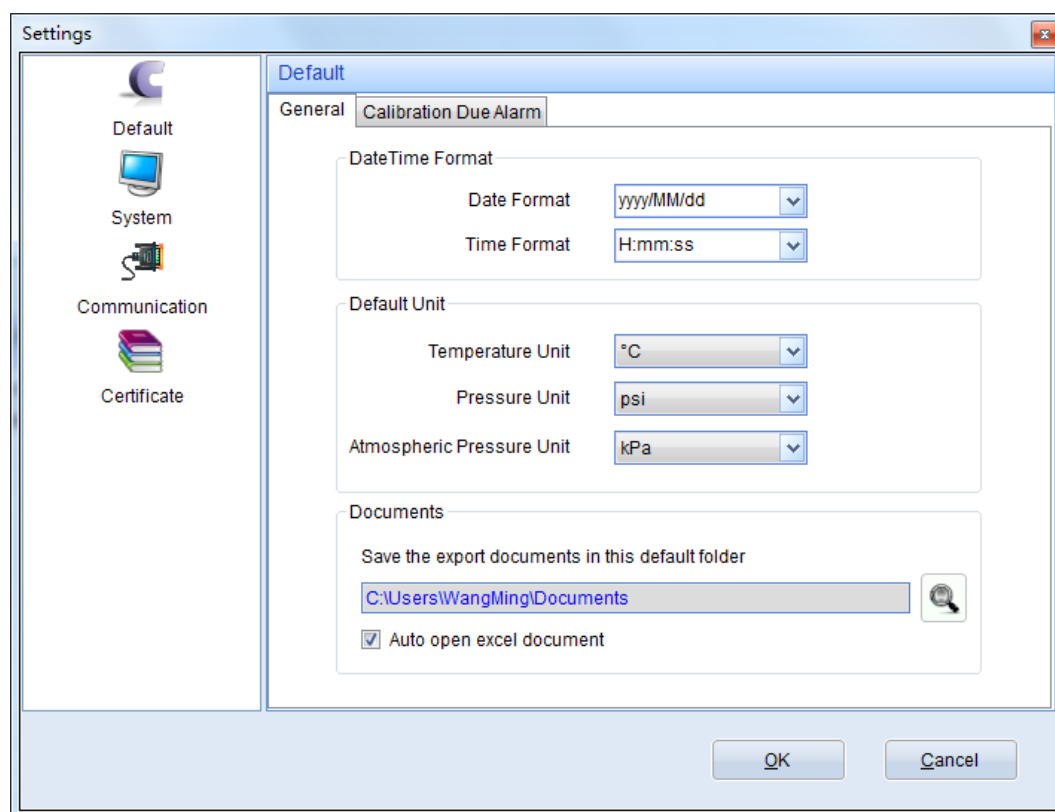 Settings
Default
System
Communication
Certificate
Default
General
Calibration Due Alarm
DateTime Format
Date Format yyyy/MM/dd
Time Format H:mm:ss
Default Unit
Temperature Unit °C
Pressure Unit psi
Atmospheric Pressure Unit kPa
Documents
Save the export documents in this default folder
C:\Users\WangMing\Documents
Auto open excel document
OK
Cancel